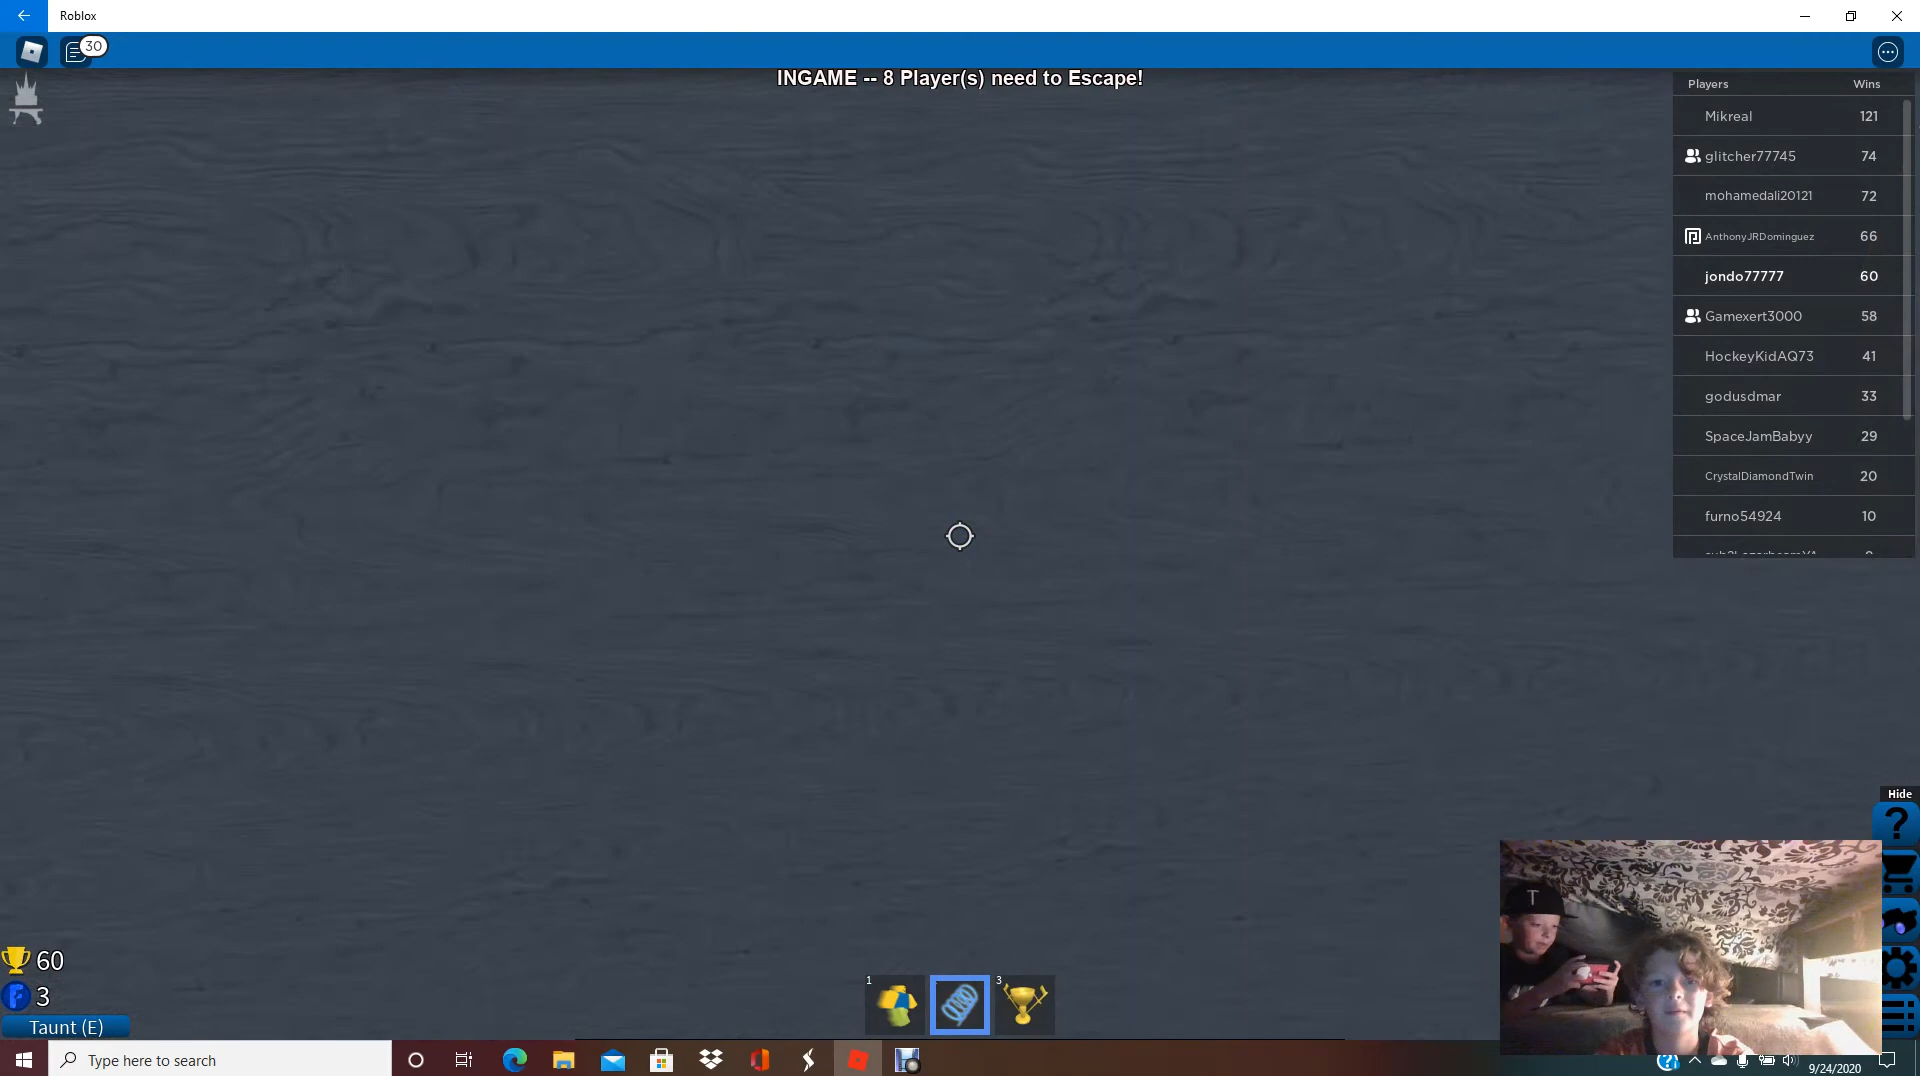 Roblox
30
INGAME -- 8 Player(s) need to Escape!
Players Wins
Mikreal 121
glitcher77745 74
mohamedali20121 72
AnthonyJRDominguez 66
jondo77777 60
Gamexert3000 58
HockeyKidAQ73 41
godusdmar 33
SpaceJamBabyy 29
CrystalDiamondTwin 20
furno54924 10
Hide
?
T
60
F 3
Taunt (E)
1
3
Type here to search
9/24/2020